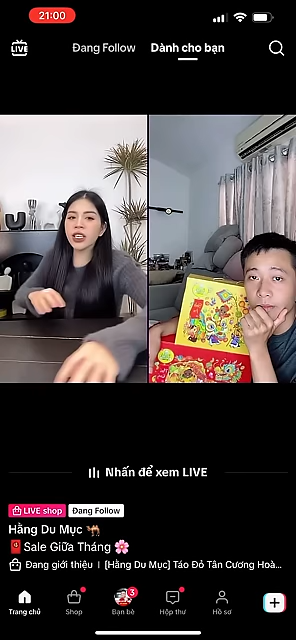 21:00
LIVE
Đang Follow
Dành cho bạn
Nhấn để xem LIVE
LIVE shop
Đang Follow
Hằng Du Mục 🐫
🧧Sale Giữa Tháng 🌸
Đang giới thiệu | [Hằng Du Mục] Táo Đỏ Tân Cương Hoà...
3
Trang chủ
Shop
Bạn bè
Hộp thư
Hồ sơ